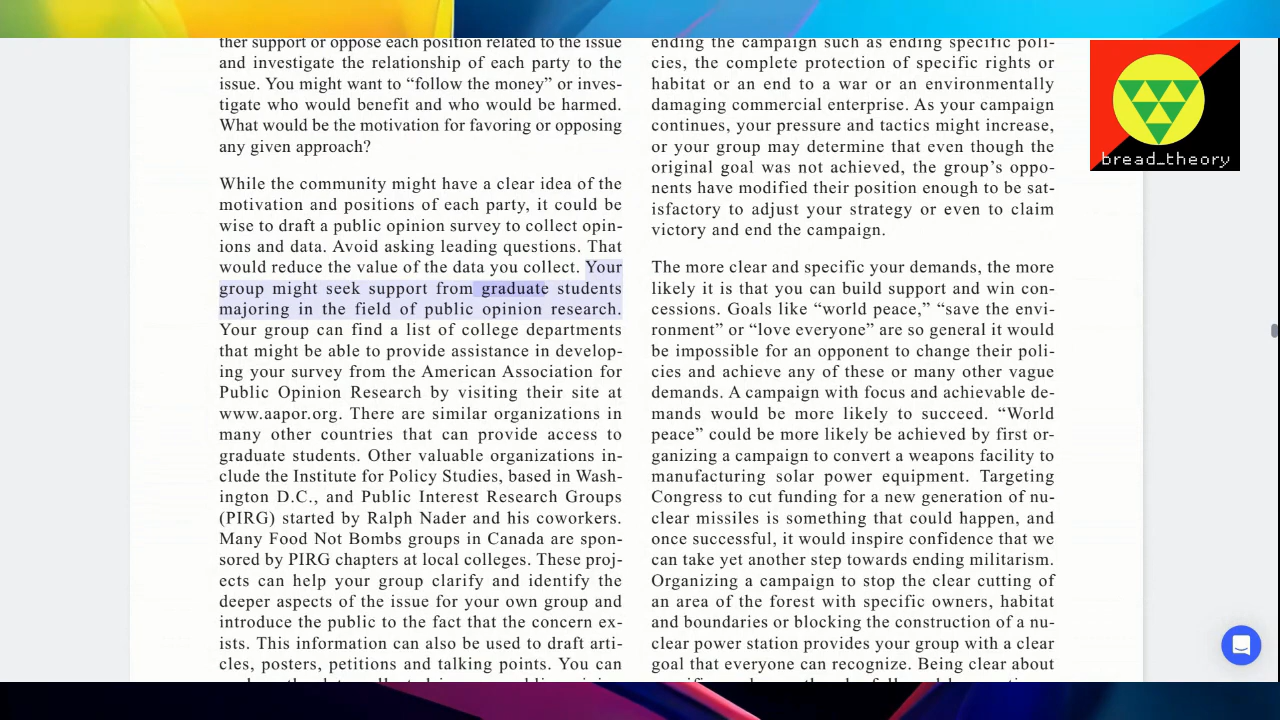 ther support or oppose each position related to the issue
and investigate the relationship of each party to the
issue. You might want to “follow the money” or inves-
tigate who would benefit and who would be harmed.
What would be the motivation for favoring or opposing
any given approach?
While the community might have a clear idea of the
motivation and positions of each party, it could be
wise to draft a public opinion survey to collect opin-
ions and data. Avoid asking leading questions. That
would reduce the value of the data you collect. Your
group might seek support from graduate students
majoring in the field of public opinion research.
Your group can find a list of college departments
that might be able to provide assistance in develop-
ing your survey from the American Association for
Public Opinion Research by visiting their site at
www.aapor.org. There are similar organizations in
many other countries that can provide access to
graduate students. Other valuable organizations in-
clude the Institute for Policy Studies, based in Wash-
ington D.C., and Public Interest Research Groups
(PIRG) started by Ralph Nader and his coworkers.
Many Food Not Bombs groups in Canada are spon-
sored by PIRG chapters at local colleges. These proj-
ects can help your group clarify and identify the
deeper aspects of the issue for your own group and
introduce the public to the fact that the concern ex-
ists. This information can also be used to draft arti-
cles, posters, petitions and talking points. You can
ending the campaign such as ending specific poli-
cies, the complete protection of specific rights or
habitat or an end to a war or an environmentally
damaging commercial enterprise. As your campaign
continues, your pressure and tactics might increase,
or your group may determine that even though the
original goal was not achieved, the group’s oppo-
nents have modified their position enough to be sat-
isfactory to adjust your strategy or even to claim
victory and end the campaign.
The more clear and specific your demands, the more
likely it is that you can build support and win con-
cessions. Goals like “world peace,” “save the envi-
ronment” or “love everyone” are so general it would
be impossible for an opponent to change their poli-
cies and achieve any of these or many other vague
demands. A campaign with focus and achievable de-
mands would be more likely to succeed. “World
peace” could be more likely be achieved by first or-
ganizing a campaign to convert a weapons facility to
manufacturing solar power equipment. Targeting
Congress to cut funding for a new generation of nu-
clear missiles is something that could happen, and
once successful, it would inspire confidence that we
can take yet another step towards ending militarism.
Organizing a campaign to stop the clear cutting of
an area of the forest with specific owners, habitat
and boundaries or blocking the construction of a nu-
clear power station provides your group with a clear
goal that everyone can recognize. Being clear about
bread_theory